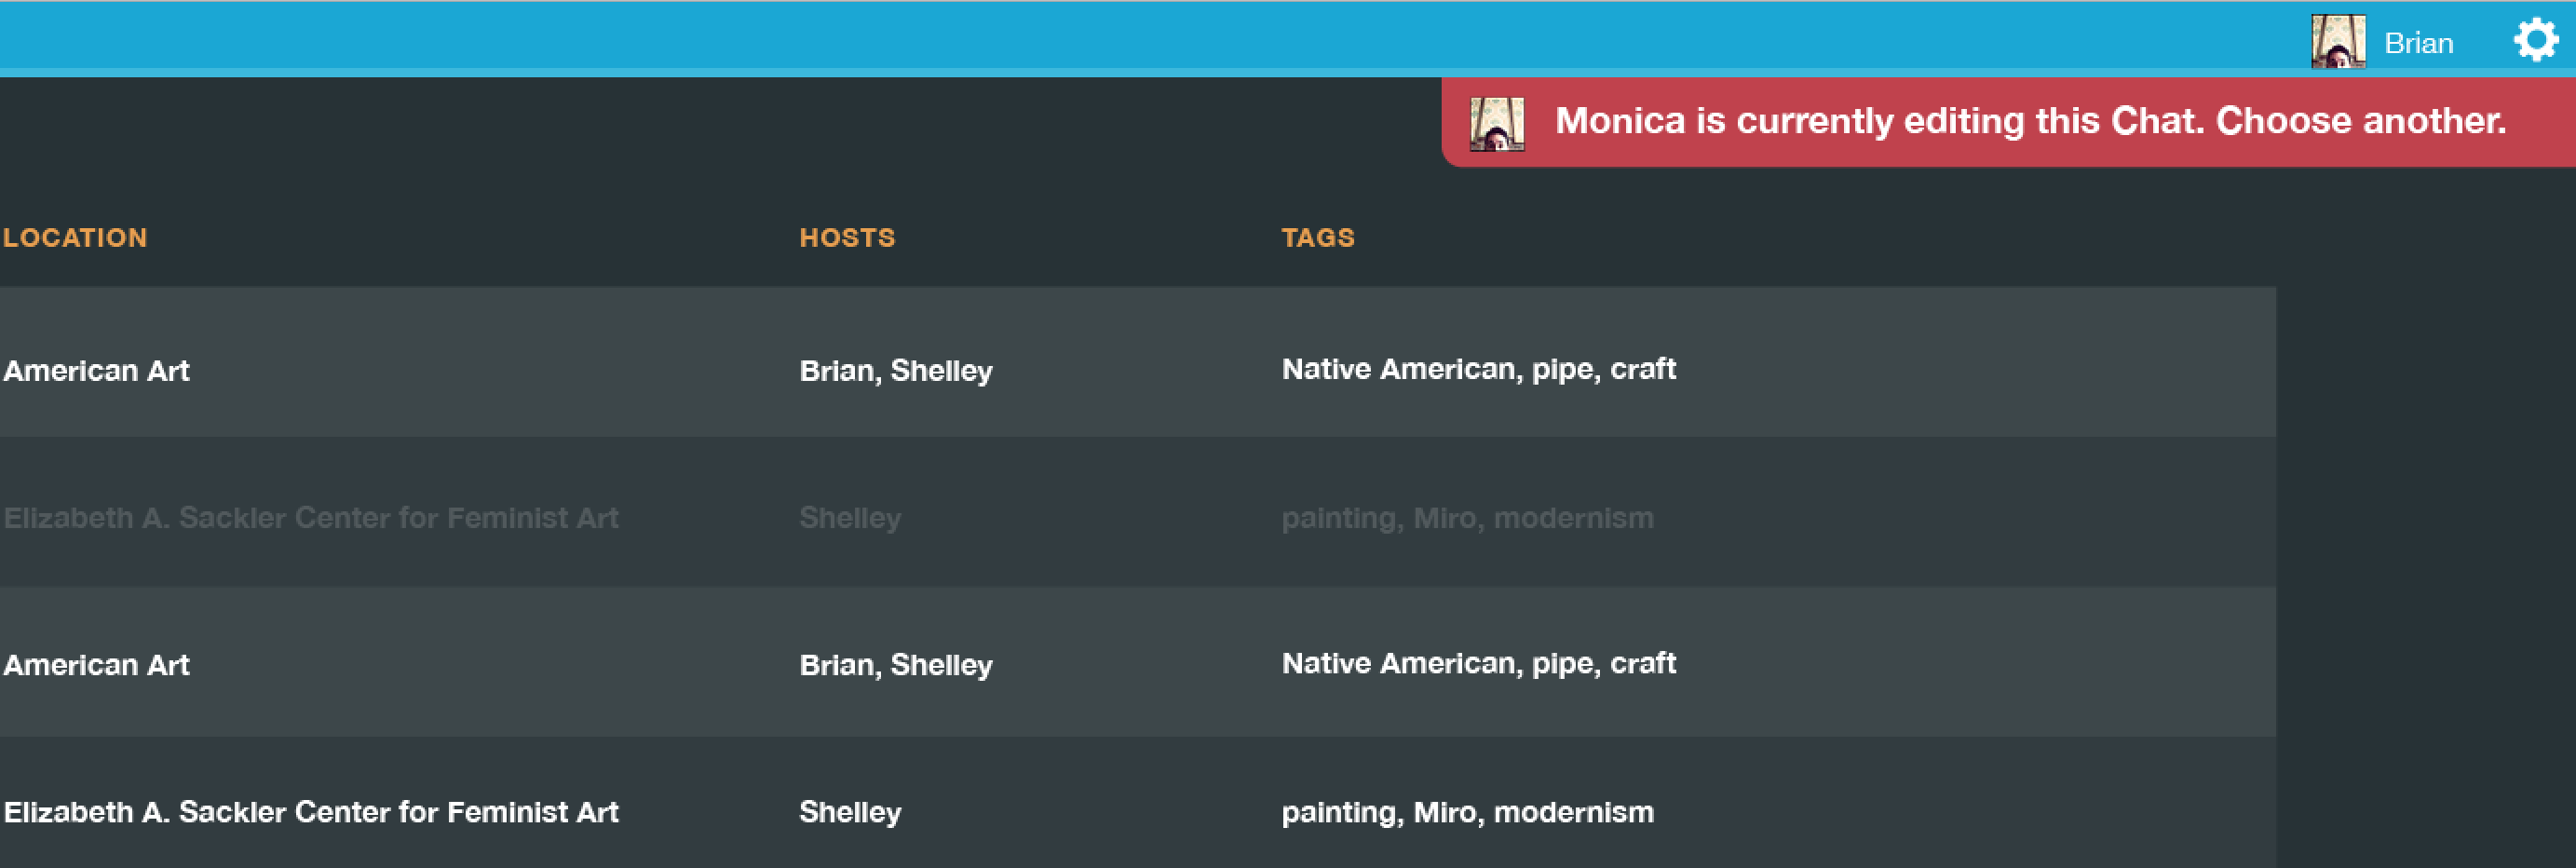 Brian
Monica is currently editing this Chat. Choose another.
LOCATION HOSTS TAGS
American Art Brian, Shelley Native American, pipe, craft
Elizabeth A. Sackler Center for Feminist Art Shelley painting, Miro, modernism
American Art Brian, Shelley Native American, pipe, craft
Elizabeth A. Sackler Center for Feminist Art Shelley painting, Miro, modernism